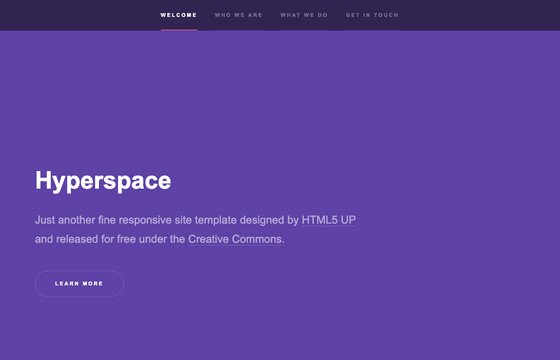 WELCOME WHO WE ARE WHAT WE DO GET IN TOUCH
Hyperspace
Just another fine responsive site template designed by HTML5 UP
and released for free under the Creative Commons.
LEARN MORE